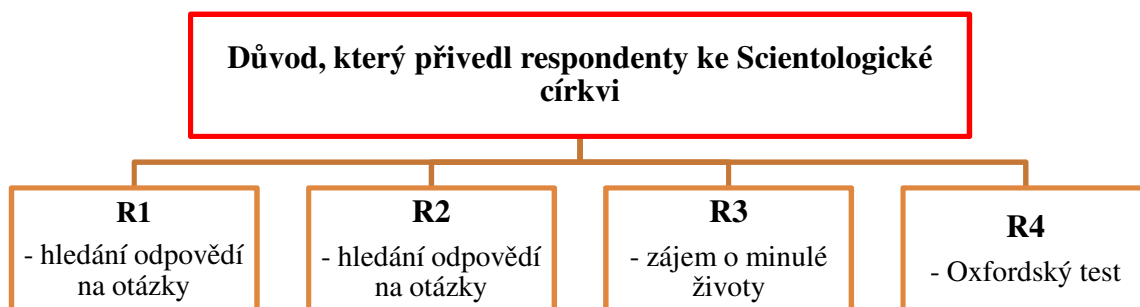 Důvod, který přivedl respondenty ke Scientologické
církvi
R1
- hledání odpovědí
na otázky
R2
- hledání odpovědí
na otázky
R3
- zájem o minulé
životy
R4
- Oxfordský test